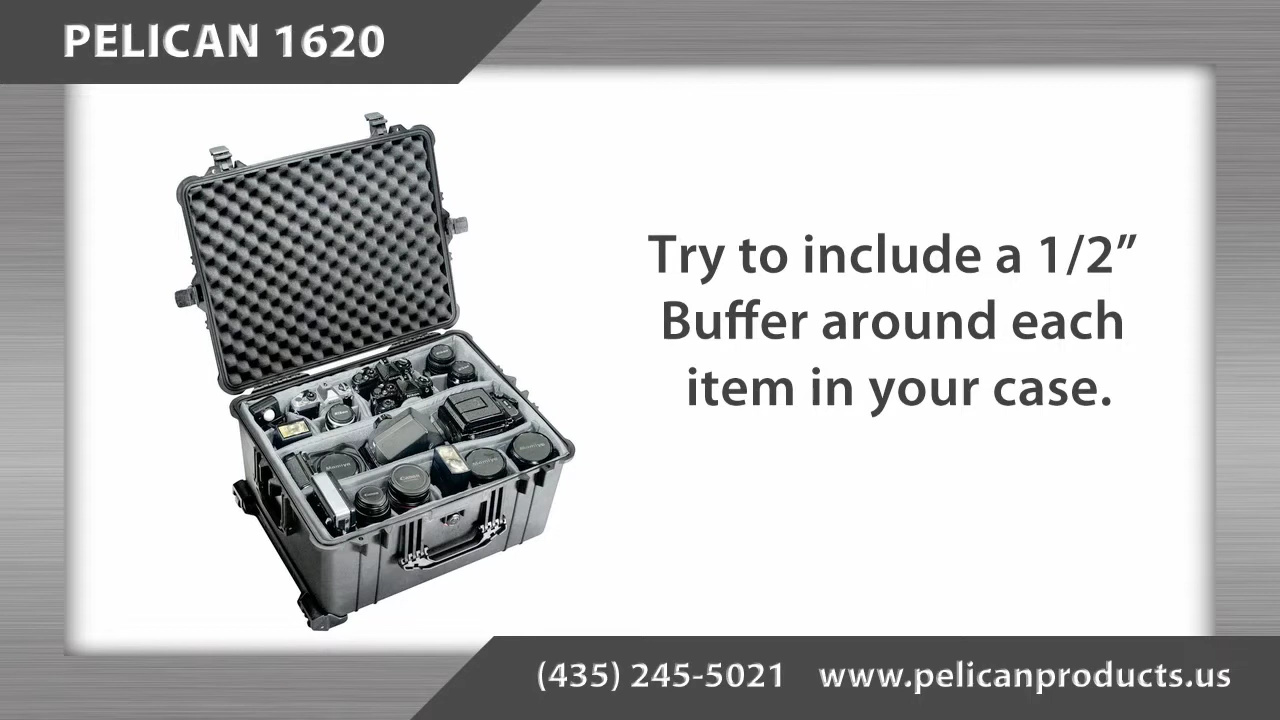 PELICAN 1620
Try to include a 1/2”
Buffer around each
item in your case.
(435) 245-5021 www.pelicanproducts.us